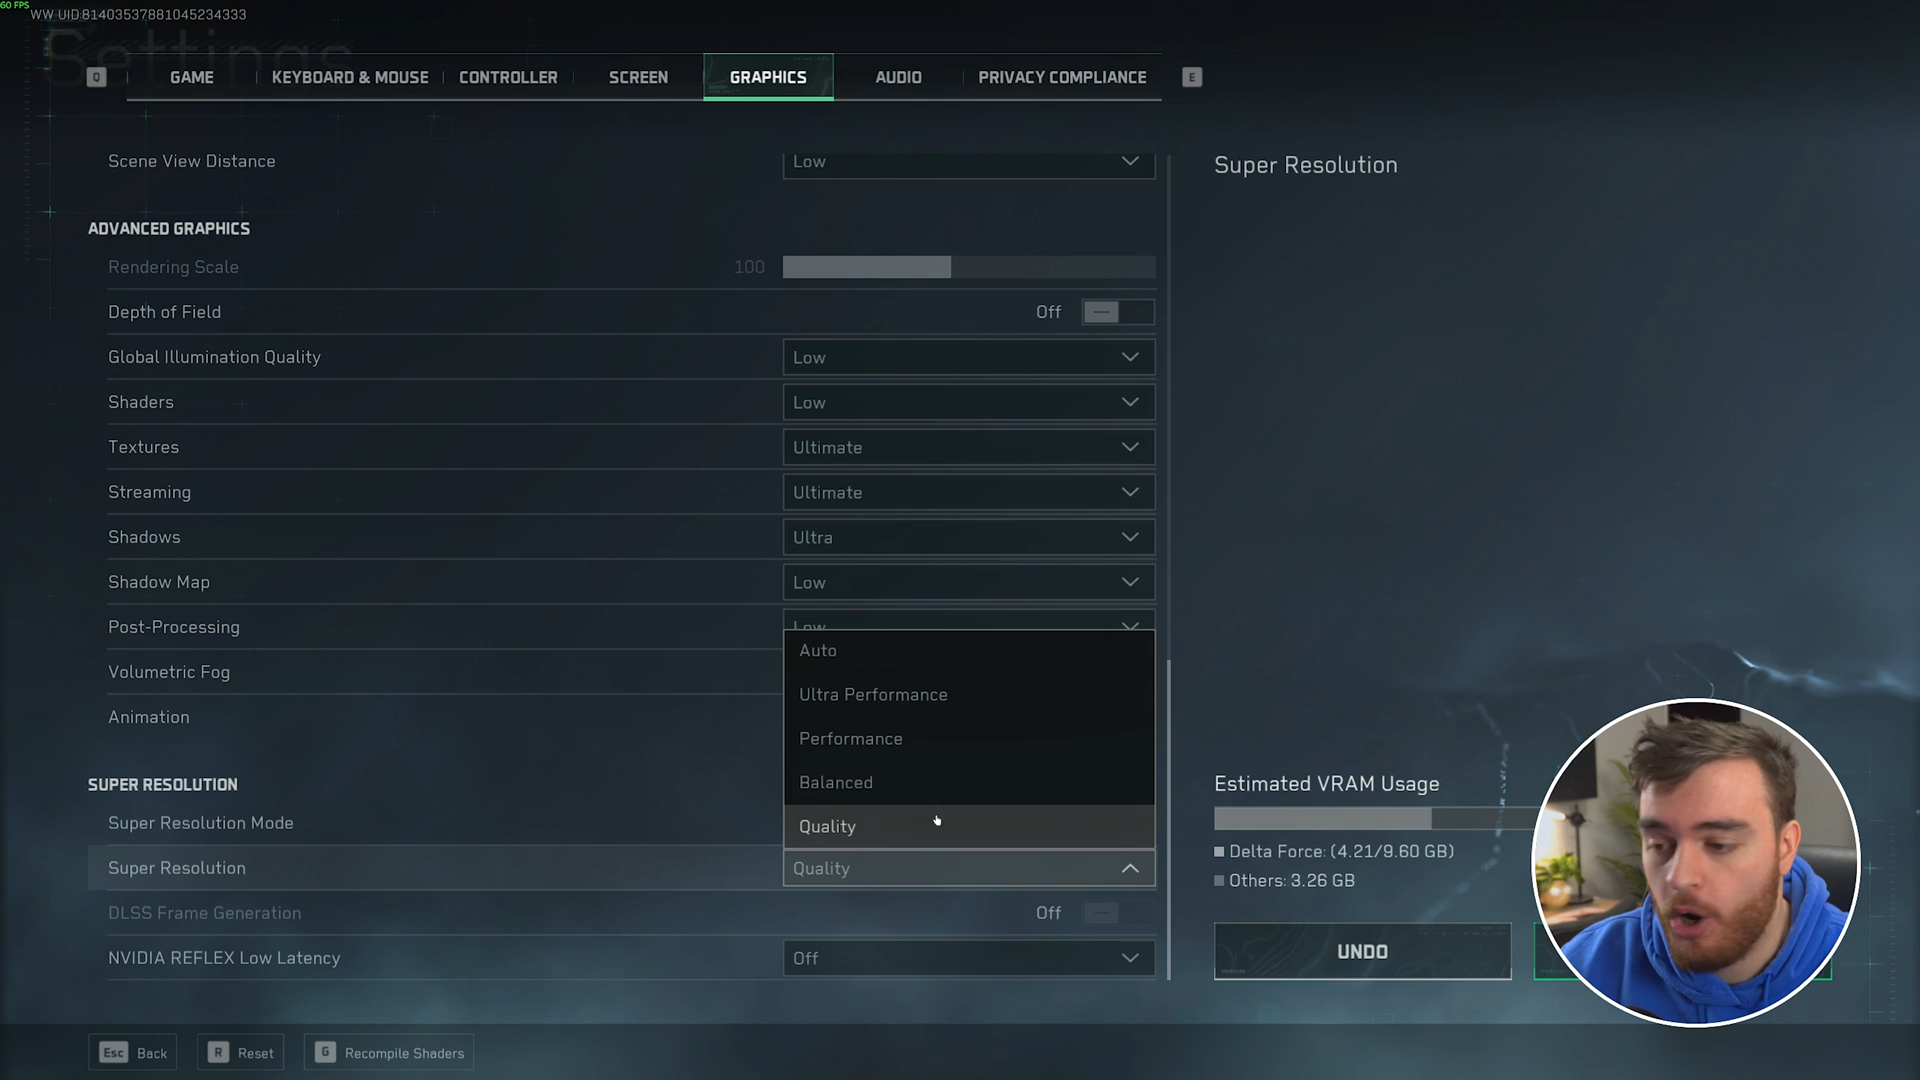 60 FPS
WW UID:81403537881045234333
Settings
Q GAME KEYBOARD & MOUSE CONTROLLER SCREEN GRAPHICS AUDIO PRIVACY COMPLIANCE E
Scene View Distance Low
Super Resolution
ADVANCED GRAPHICS
Rendering Scale 100
Depth of Field Off
Global Illumination Quality Low
Shaders Low
Textures Ultimate
Streaming Ultimate
Shadows Ultra
Shadow Map Low
Post-Processing Low
Auto
Volumetric Fog
Ultra Performance
Animation
Performance
SUPER RESOLUTION
Balanced
Estimated VRAM Usage
Super Resolution Mode
Quality
Delta Force: (4.21/9.60 GB)
Super Resolution Quality
Others: 3.26 GB
DLSS Frame Generation Off
NVIDIA REFLEX Low Latency Off
UNDO
Esc Back R Reset G Recompile Shaders